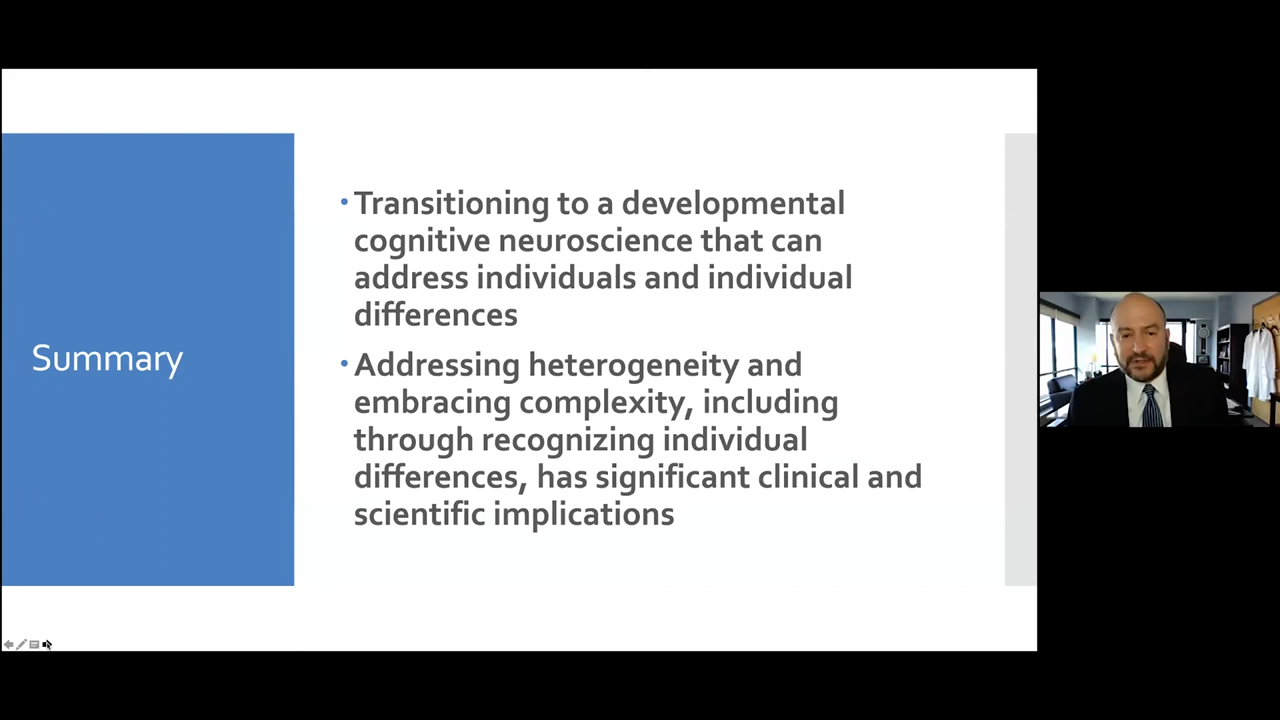 Summary
• Transitioning to a developmental
cognitive neuroscience that can
address individuals and individual
differences
• Addressing heterogeneity and
embracing complexity, including
through recognizing individual
differences, has significant clinical and
scientific implications